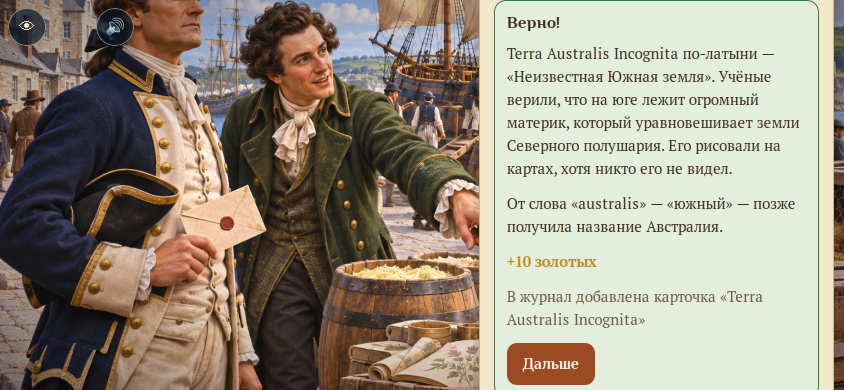 Верно!
Terra Australis Incognita по-латыни —
«Неизвестная Южная земля». Учёные
верили, что на юге лежит огромный
материк, который уравновешивает земли
Северного полушария. Его рисовали на
картах, хотя никто его не видел.
От слова «australis» — «южный» — позже
получила название Австралия.
+10 золотых
В журнал добавлена карточка «Terra
Australis Incognita»
Дальше